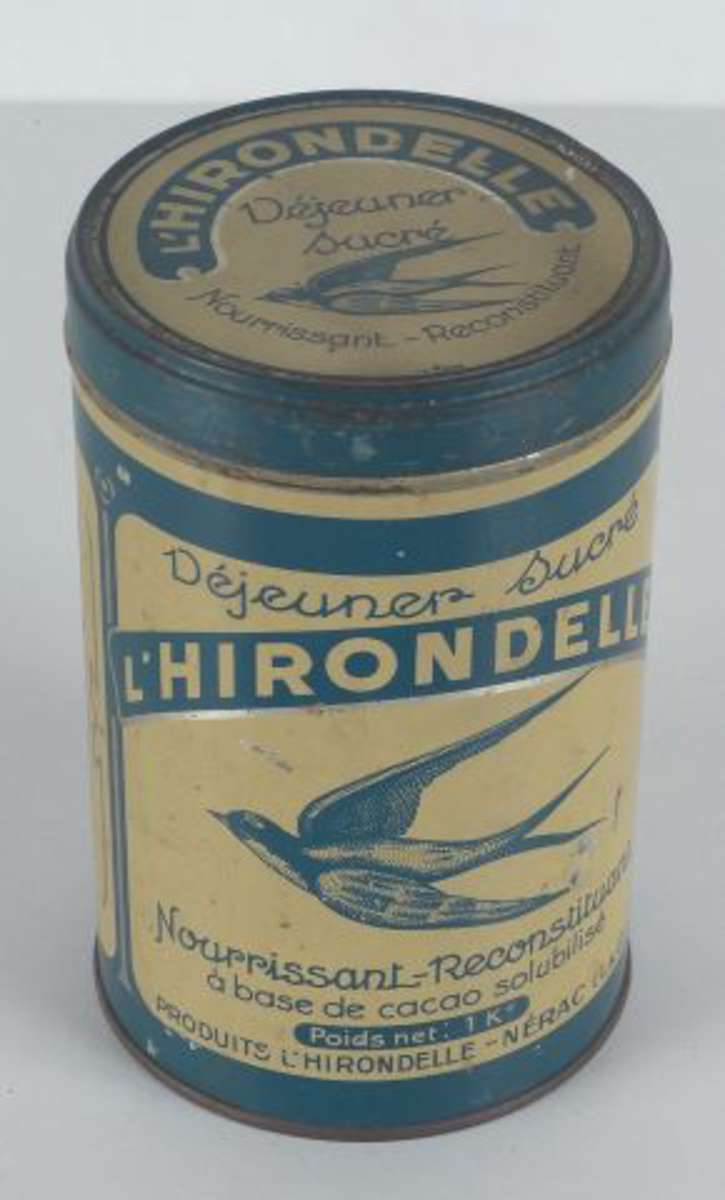 L'HIRONDELLE
Déjeuner
Sucré
Nourrissant-Reconstituant
Déjeuner Sucré
L'HIRONDELLE
Nourrissant-Reconstituant
à base de cacao solubilisé
Poids net: 1 K°
PRODUITS L'HIRONDELLE - NÉRAC